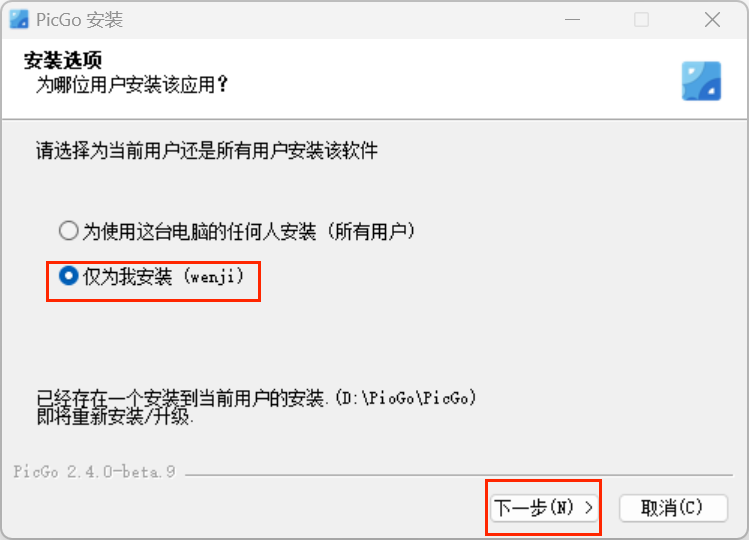 PicGo 安装
安装选项
为哪位用户安装该应用？
请选择为当前用户还是所有用户安装该软件
为使用这台电脑的任何人安装（所有用户）
仅为我安装（wenji）
已经存在一个安装到当前用户的安装.(D:\PicGo\PicGo)
即将重新安装/升级.
PicGo 2.4.0-beta.9
下一步(N) >
取消(C)